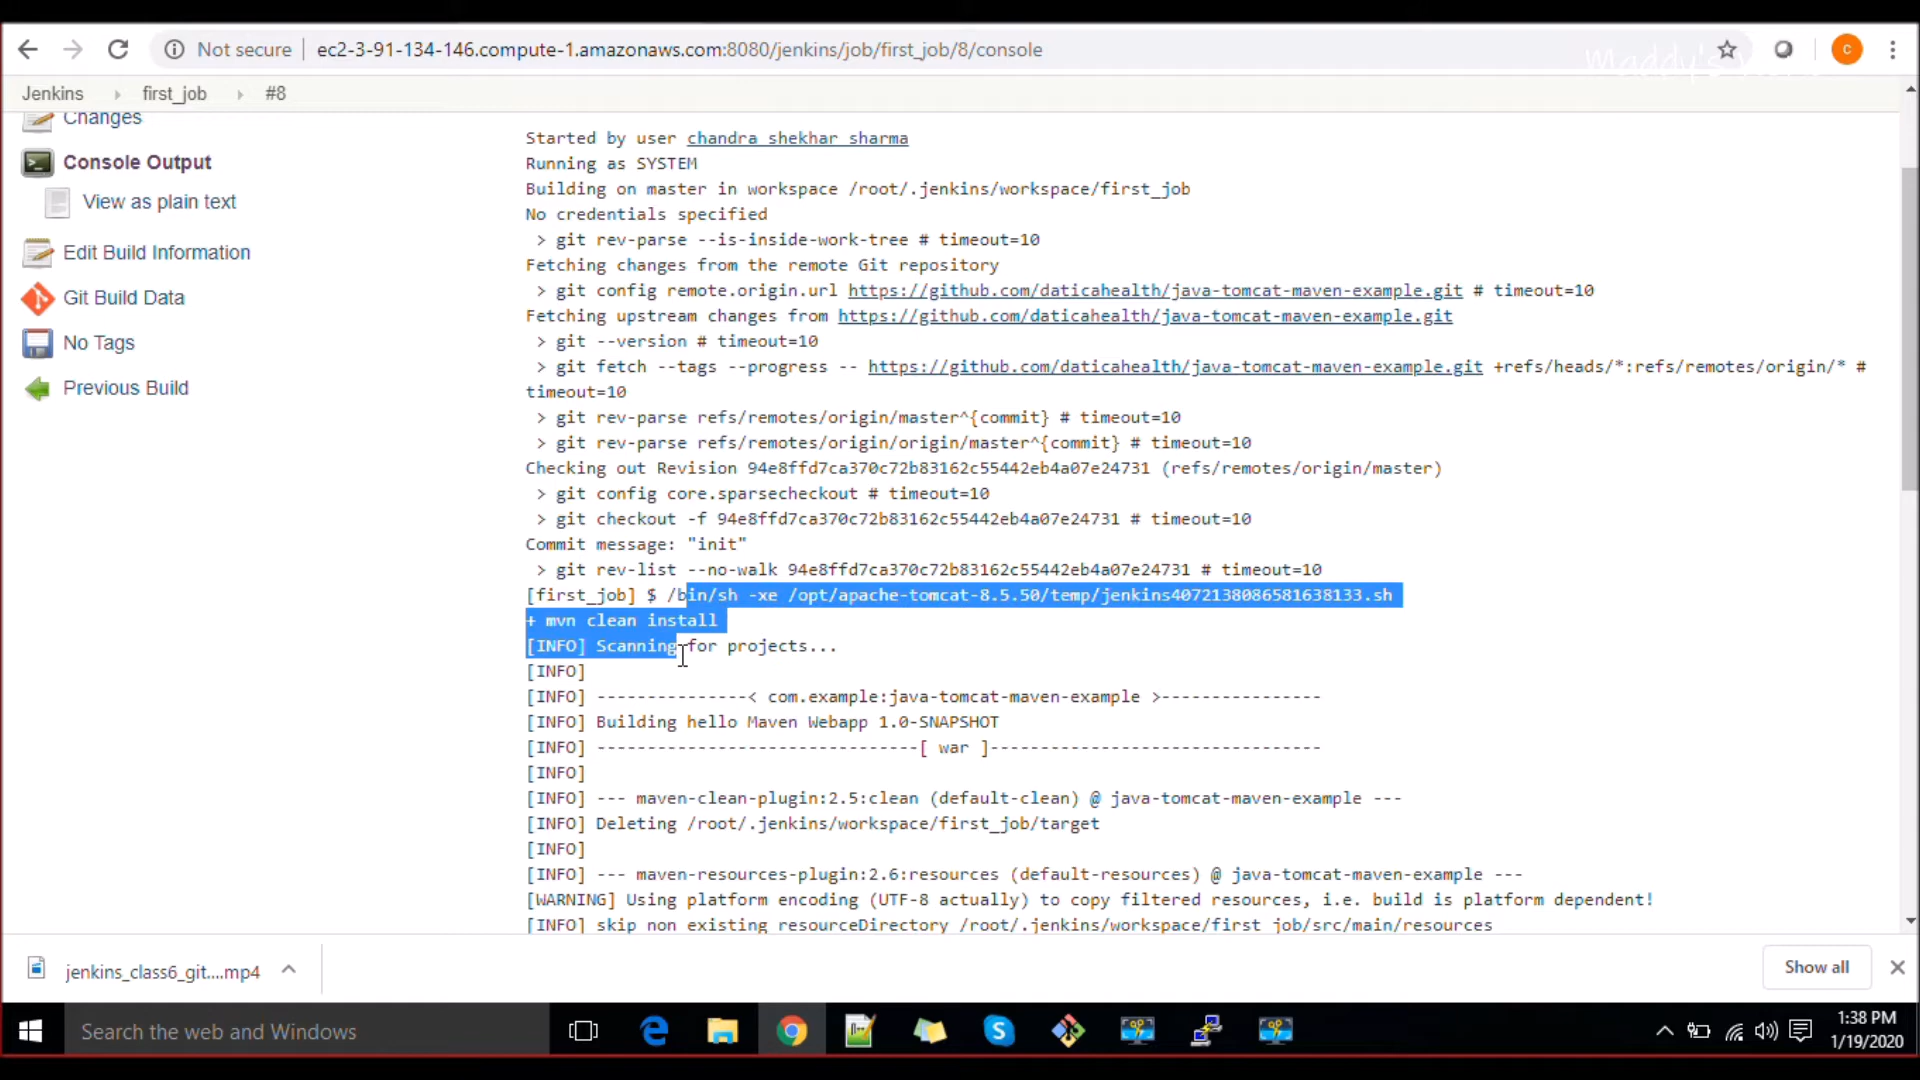 Not secure | ec2-3-91-134-146.compute-1.amazonaws.com:8080/jenkins/job/first_job/8/console
Maddy's
C
Jenkins first_job #8
Changes
Console Output
View as plain text
Edit Build Information
Git Build Data
No Tags
Previous Build
Started by user chandra shekhar sharma
Running as SYSTEM
Building on master in workspace /root/.jenkins/workspace/first_job
No credentials specified
> git rev-parse --is-inside-work-tree # timeout=10
Fetching changes from the remote Git repository
> git config remote.origin.url https://github.com/daticahealth/java-tomcat-maven-example.git # timeout=10
Fetching upstream changes from https://github.com/daticahealth/java-tomcat-maven-example.git
> git --version # timeout=10
> git fetch --tags --progress -- https://github.com/daticahealth/java-tomcat-maven-example.git +refs/heads/*:refs/remotes/origin/* #
timeout=10
> git rev-parse refs/remotes/origin/master^{commit} # timeout=10
> git rev-parse refs/remotes/origin/origin/master^{commit} # timeout=10
Checking out Revision 94e8ffd7ca370c72b83162c55442eb4a07e24731 (refs/remotes/origin/master)
> git config core.sparsecheckout # timeout=10
> git checkout -f 94e8ffd7ca370c72b83162c55442eb4a07e24731 # timeout=10
Commit message: "init"
> git rev-list --no-walk 94e8ffd7ca370c72b83162c55442eb4a07e24731 # timeout=10
[first_job] $ /bin/sh -xe /opt/apache-tomcat-8.5.50/temp/jenkins4072138086581638133.sh
+ mvn clean install
[INFO] Scanning for projects...
[INFO]
[INFO] ---------------< com.example:java-tomcat-maven-example >----------------
[INFO] Building hello Maven Webapp 1.0-SNAPSHOT
[INFO] --------------------------------[ war ]---------------------------------
[INFO]
[INFO] --- maven-clean-plugin:2.5:clean (default-clean) @ java-tomcat-maven-example ---
[INFO] Deleting /root/.jenkins/workspace/first_job/target
[INFO]
[INFO] --- maven-resources-plugin:2.6:resources (default-resources) @ java-tomcat-maven-example ---
[WARNING] Using platform encoding (UTF-8 actually) to copy filtered resources, i.e. build is platform dependent!
[INFO] skip non existing resourceDirectory /root/.jenkins/workspace/first_job/src/main/resources
jenkins_class6_git....mp4
Show all
Search the web and Windows
1:38 PM
1/19/2020